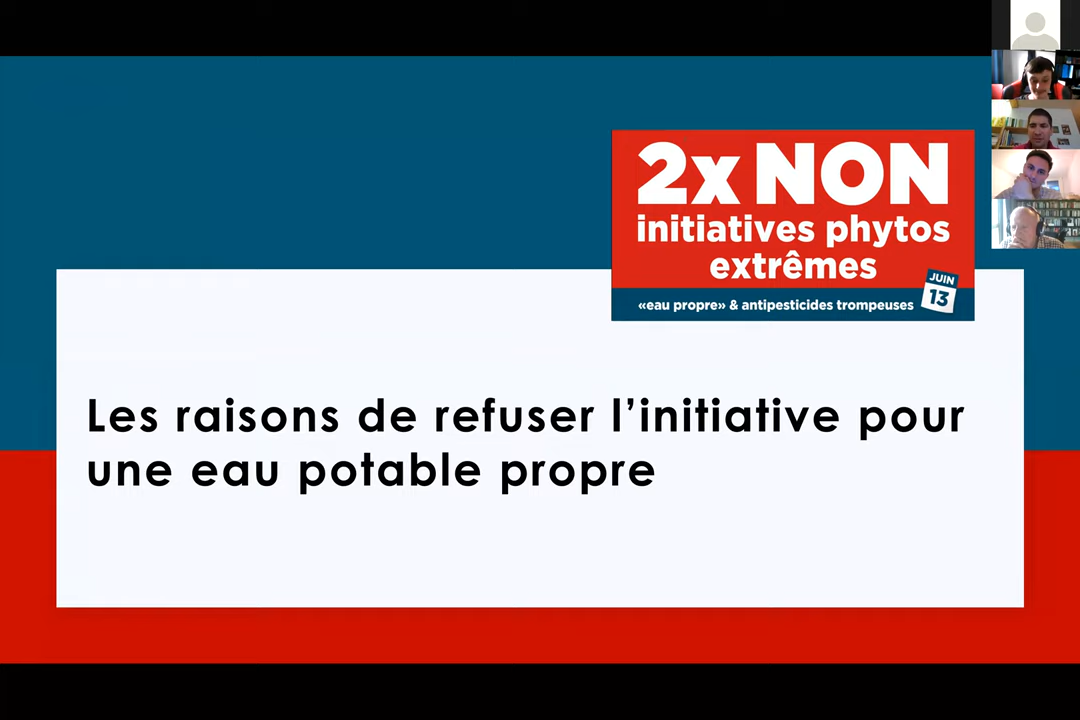 2x NON
initiatives phytos
extrêmes
«eau propre» & antipesticides trompeuses
JUIN
13
Les raisons de refuser l’initiative pour
une eau potable propre